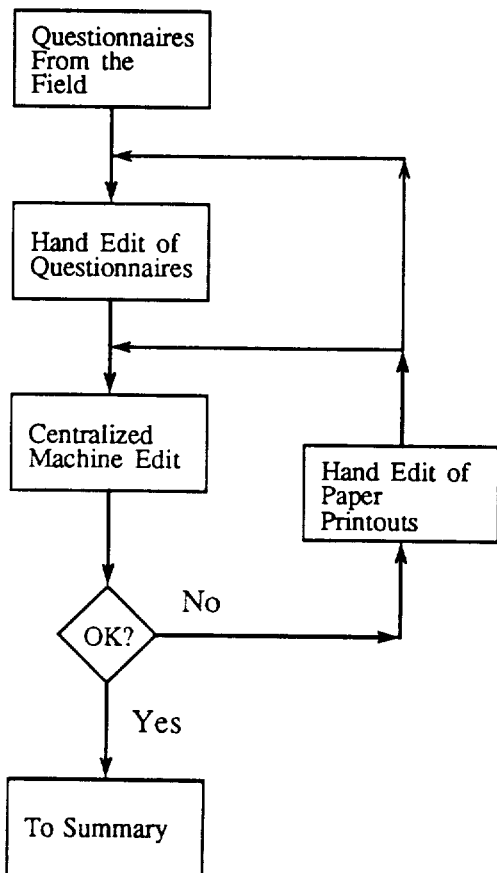 Questionnaires
From the
Field
Hand Edit of
Questionnaires
Centralized
Machine Edit
Hand Edit of
Paper
Printouts
No
OK?
Yes
To Summary